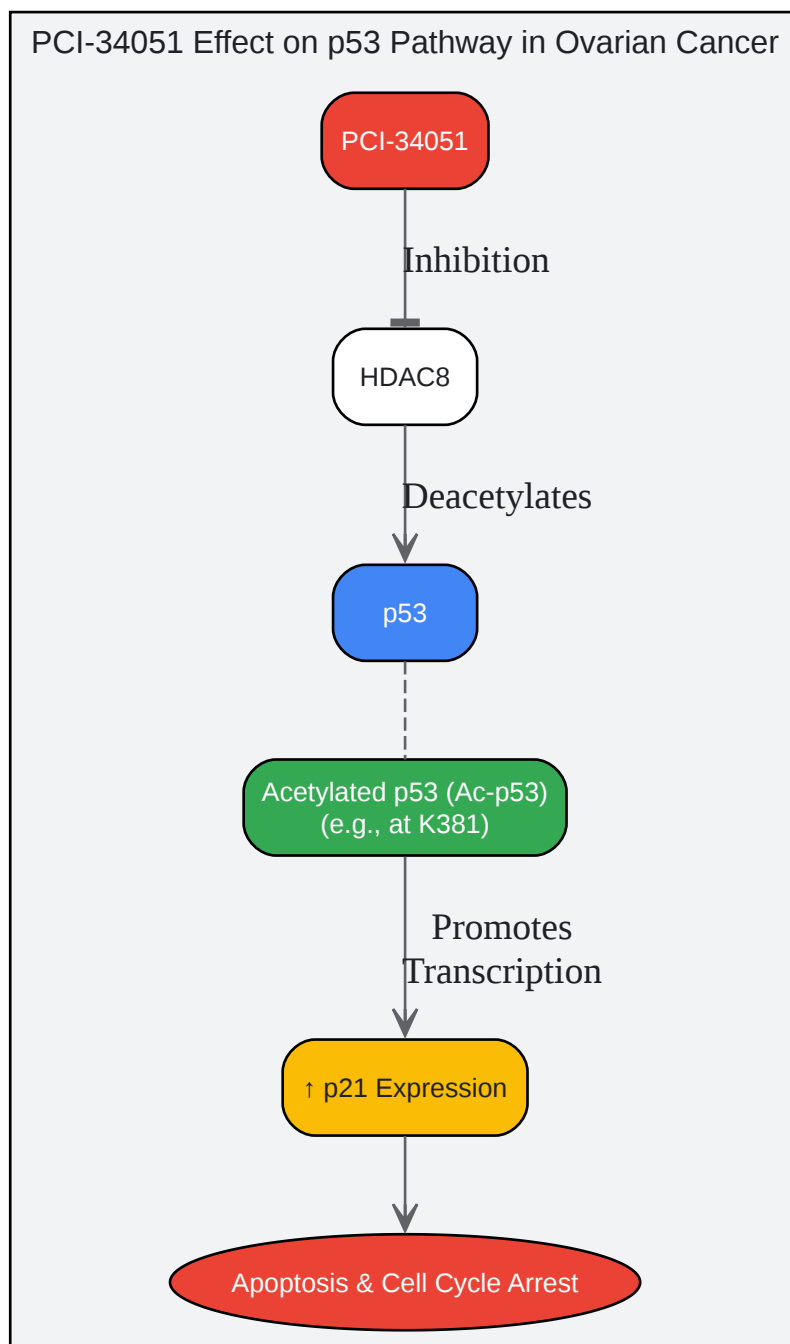 PCI-34051 Effect on p53 Pathway in Ovarian Cancer
PCI-34051
Inhibition
HDAC8
Deacetylates
p53
Acetylated p53 (Ac-p53)
(e.g., at K381)
Promotes
Transcription
↑ p21 Expression
Apoptosis & Cell Cycle Arrest